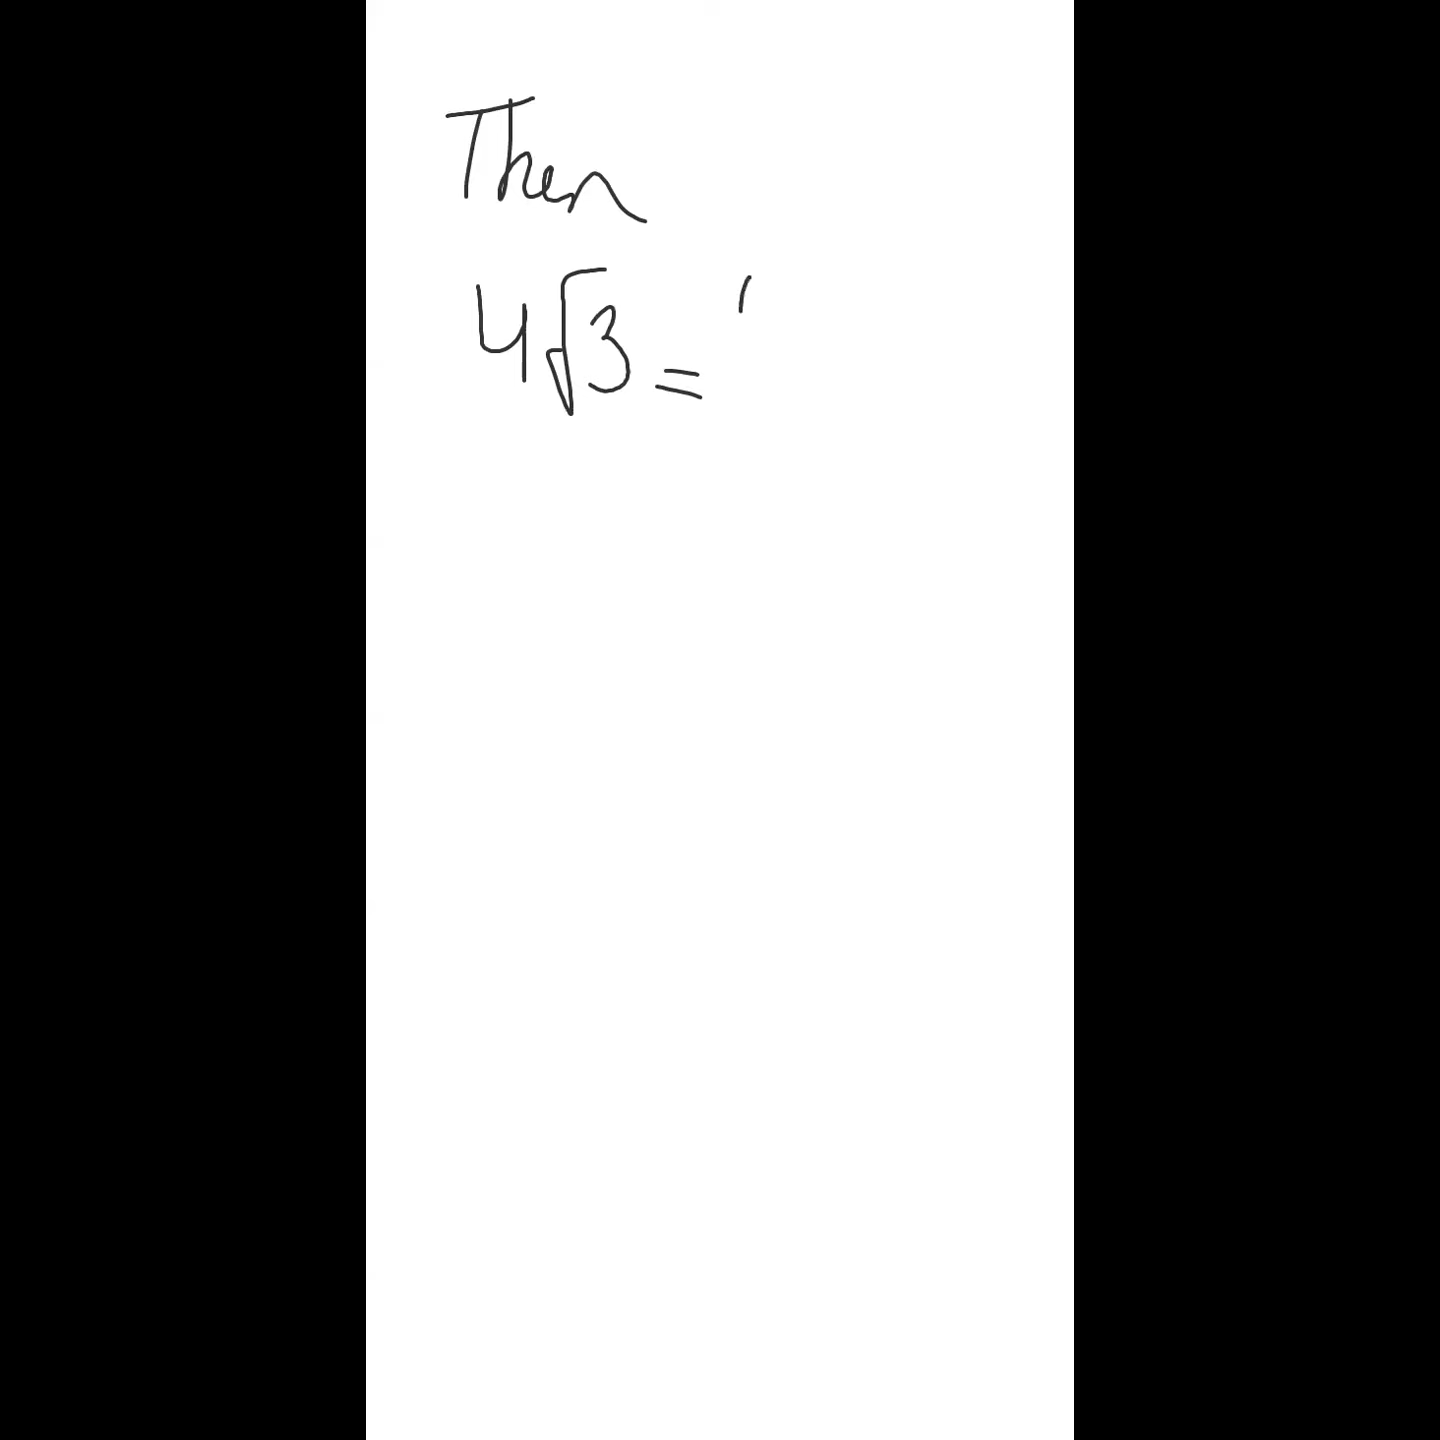 Then
4√3 =